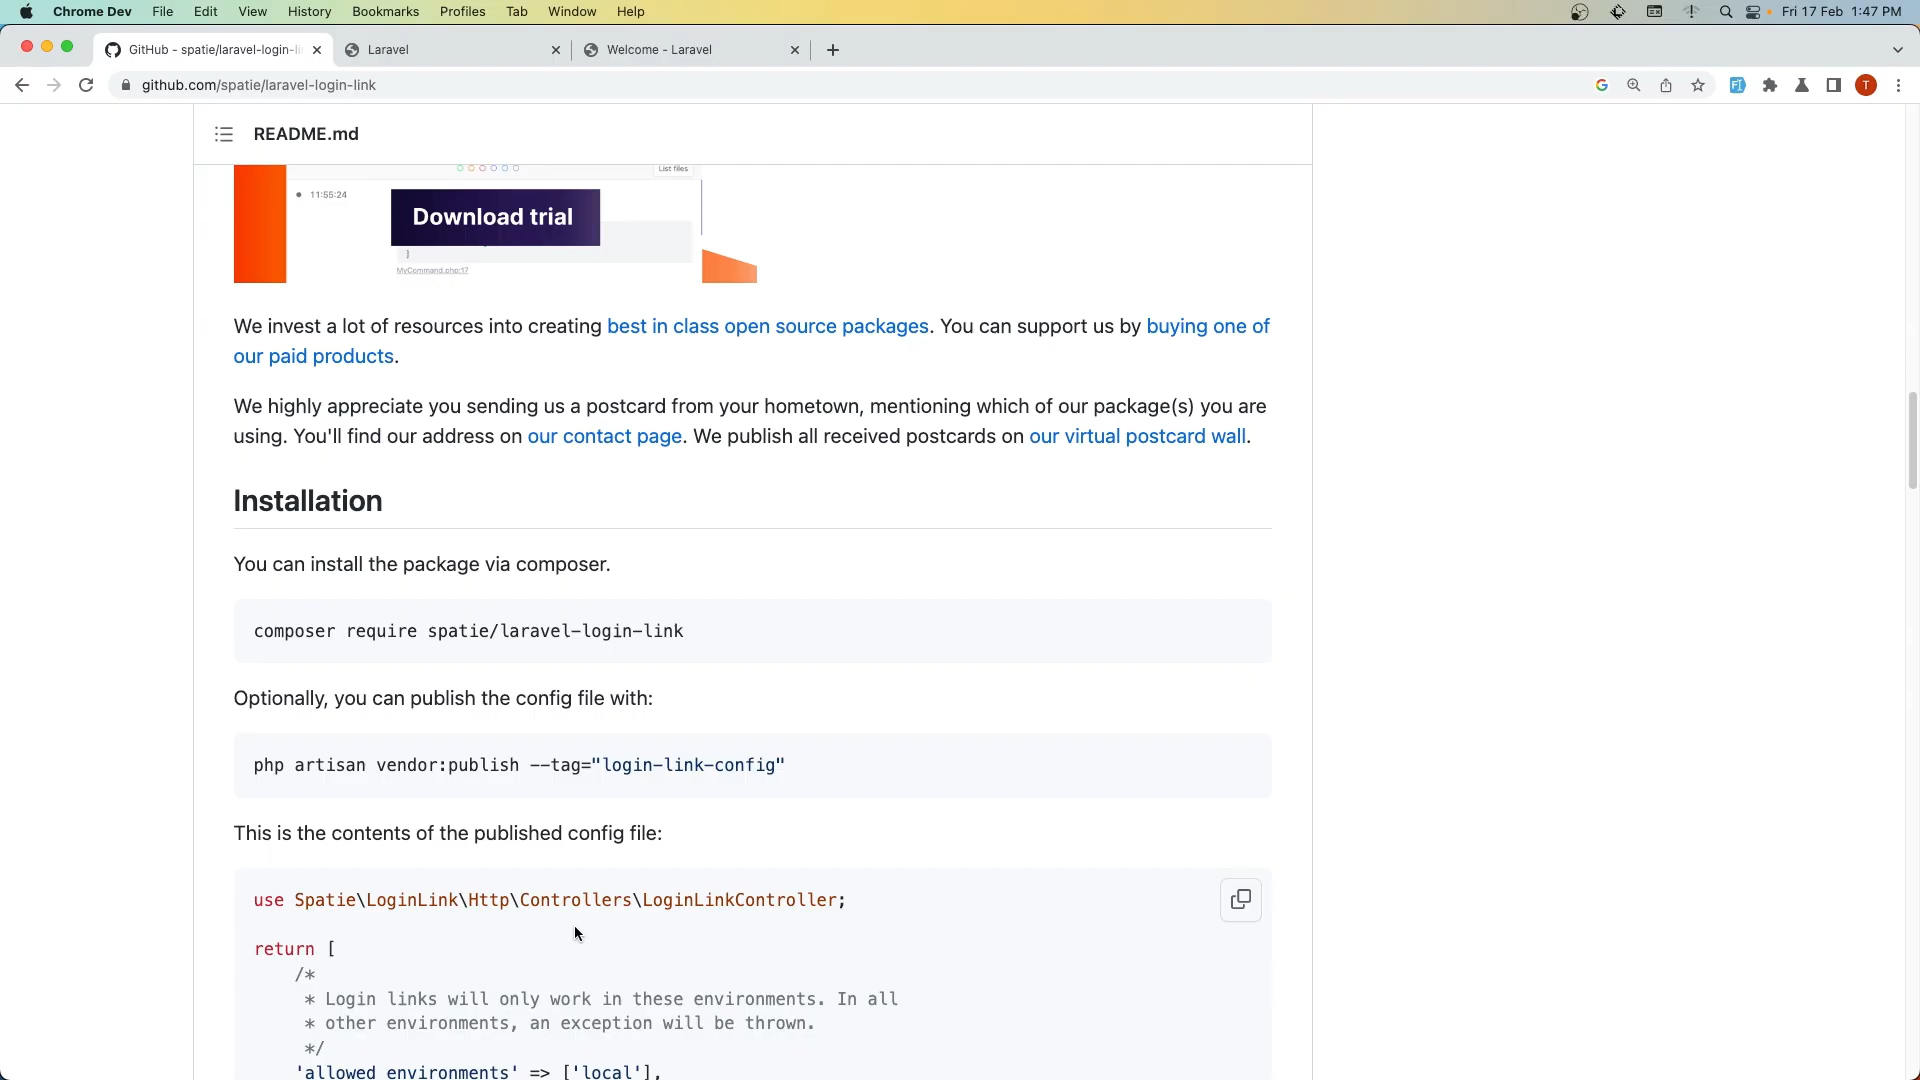 Chrome Dev File Edit View History Bookmarks Profiles Tab Window Help Fri 17 Feb 1:47 PM
GitHub - spatie/laravel-login-li Laravel Welcome - Laravel
github.com/spatie/laravel-login-link T
README.md
List files
11:55:24
Download trial
]
MyCommand.php:17
We invest a lot of resources into creating best in class open source packages. You can support us by buying one of
our paid products.
We highly appreciate you sending us a postcard from your hometown, mentioning which of our package(s) you are
using. You'll find our address on our contact page. We publish all received postcards on our virtual postcard wall.
Installation
You can install the package via composer.
composer require spatie/laravel-login-link
Optionally, you can publish the config file with:
php artisan vendor:publish --tag="login-link-config"
This is the contents of the published config file:
use Spatie\LoginLink\Http\Controllers\LoginLinkController;
return [
/*
* Login links will only work in these environments. In all
* other environments, an exception will be thrown.
*/
'allowed_environments' => ['local'],